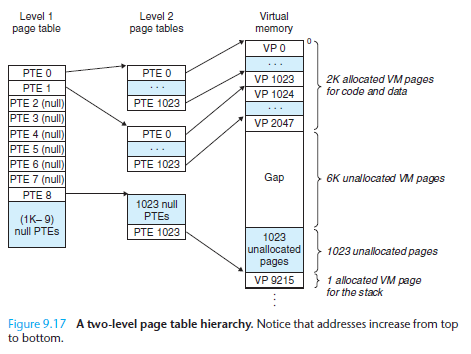 Level 1
page table
Level 2
page tables
Virtual
memory
0
PTE 0
PTE 1
PTE 2 (null)
PTE 3 (null)
PTE 4 (null)
PTE 5 (null)
PTE 6 (null)
PTE 7 (null)
PTE 8
(1K– 9)
null PTEs
PTE 0
. . .
PTE 1023
PTE 0
. . .
PTE 1023
1023 null
PTEs
PTE 1023
VP 0
. . .
VP 1023
VP 1024
. . .
VP 2047
Gap
1023
unallocated
pages
VP 9215
. . .
2K allocated VM pages
for code and data
6K unallocated VM pages
1023 unallocated pages
1 allocated VM page
for the stack
Figure 9.17 A two-level page table hierarchy. Notice that addresses increase from top
to bottom.